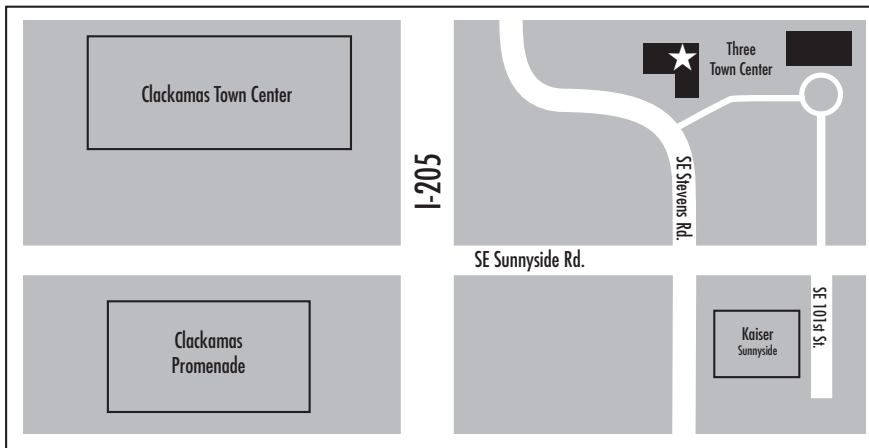 Clackamas Town Center
Three
Town Center
I-205
SE Stevens Rd.
SE Sunnyside Rd.
Clackamas
Promenade
Kaiser
Sunnyside
SE 101st St.